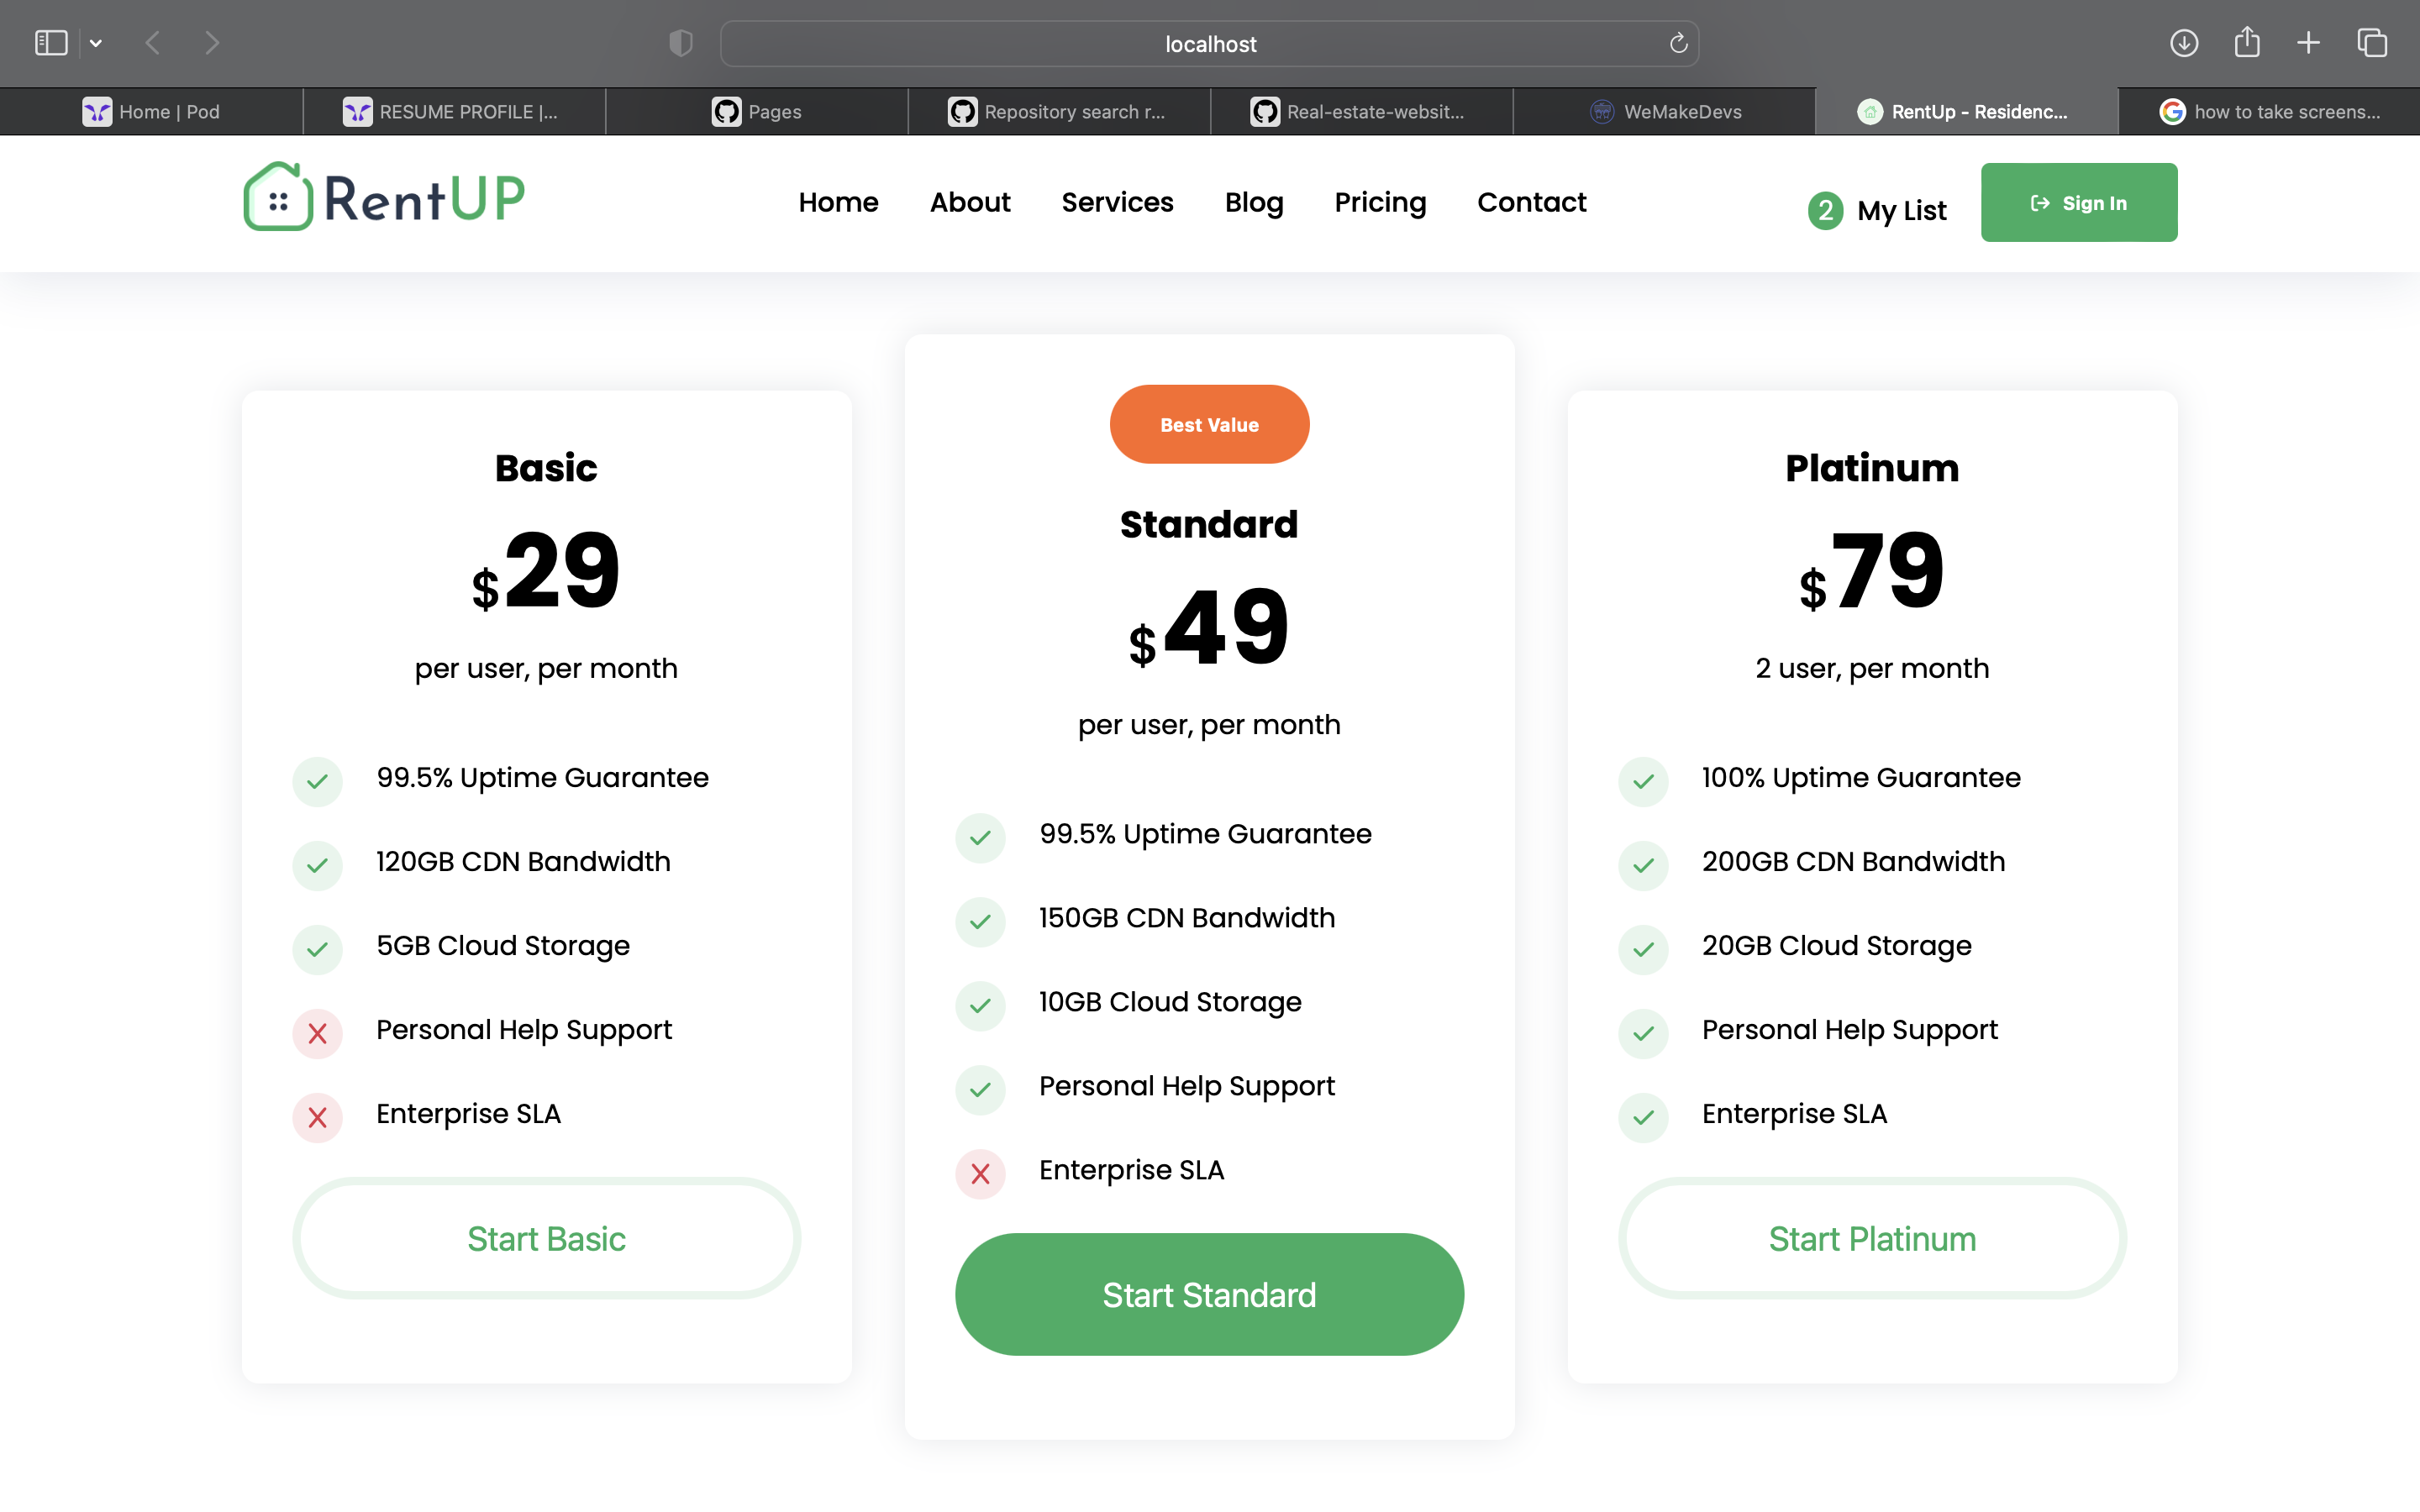 localhost
Home | Pod
RESUME PROFILE |...
Pages
Repository search r...
Real-estate-websit...
WeMakeDevs
RentUp - Residenc...
how to take screens...
RentUP
Home
About
Services
Blog
Pricing
Contact
2
My List
Sign In
Basic
$29
per user, per month
99.5% Uptime Guarantee
120GB CDN Bandwidth
5GB Cloud Storage
Personal Help Support
Enterprise SLA
Start Basic
Best Value
Standard
$49
per user, per month
99.5% Uptime Guarantee
150GB CDN Bandwidth
10GB Cloud Storage
Personal Help Support
Enterprise SLA
Start Standard
Platinum
$79
2 user, per month
100% Uptime Guarantee
200GB CDN Bandwidth
20GB Cloud Storage
Personal Help Support
Enterprise SLA
Start Platinum